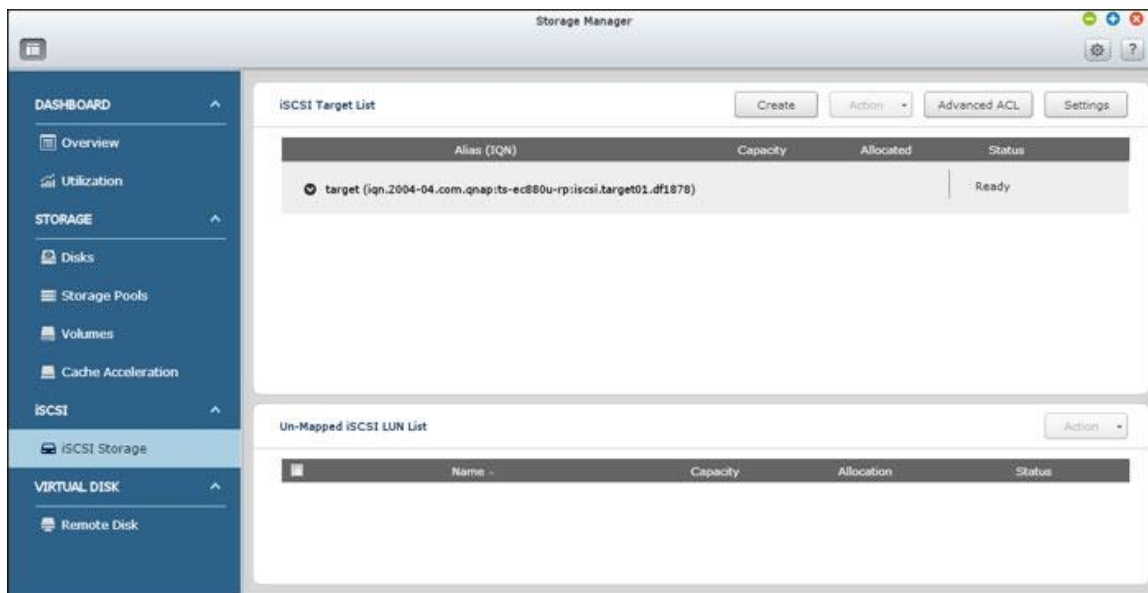 Storage Manager
?
DASHBOARD
Overview
Utilization
STORAGE
Disks
Storage Pools
Volumes
Cache Acceleration
iSCSI
iSCSI Storage
VIRTUAL DISK
Remote Disk
iSCSI Target List
Create
Action
Advanced ACL
Settings
Alias (IQN) Capacity Allocated Status
target (iqn.2004-04.com.qnap:ts-ec880u-rp:iscsi.target01.df1878) Ready
Un-Mapped iSCSI LUN List
Action
Name Capacity Allocation Status